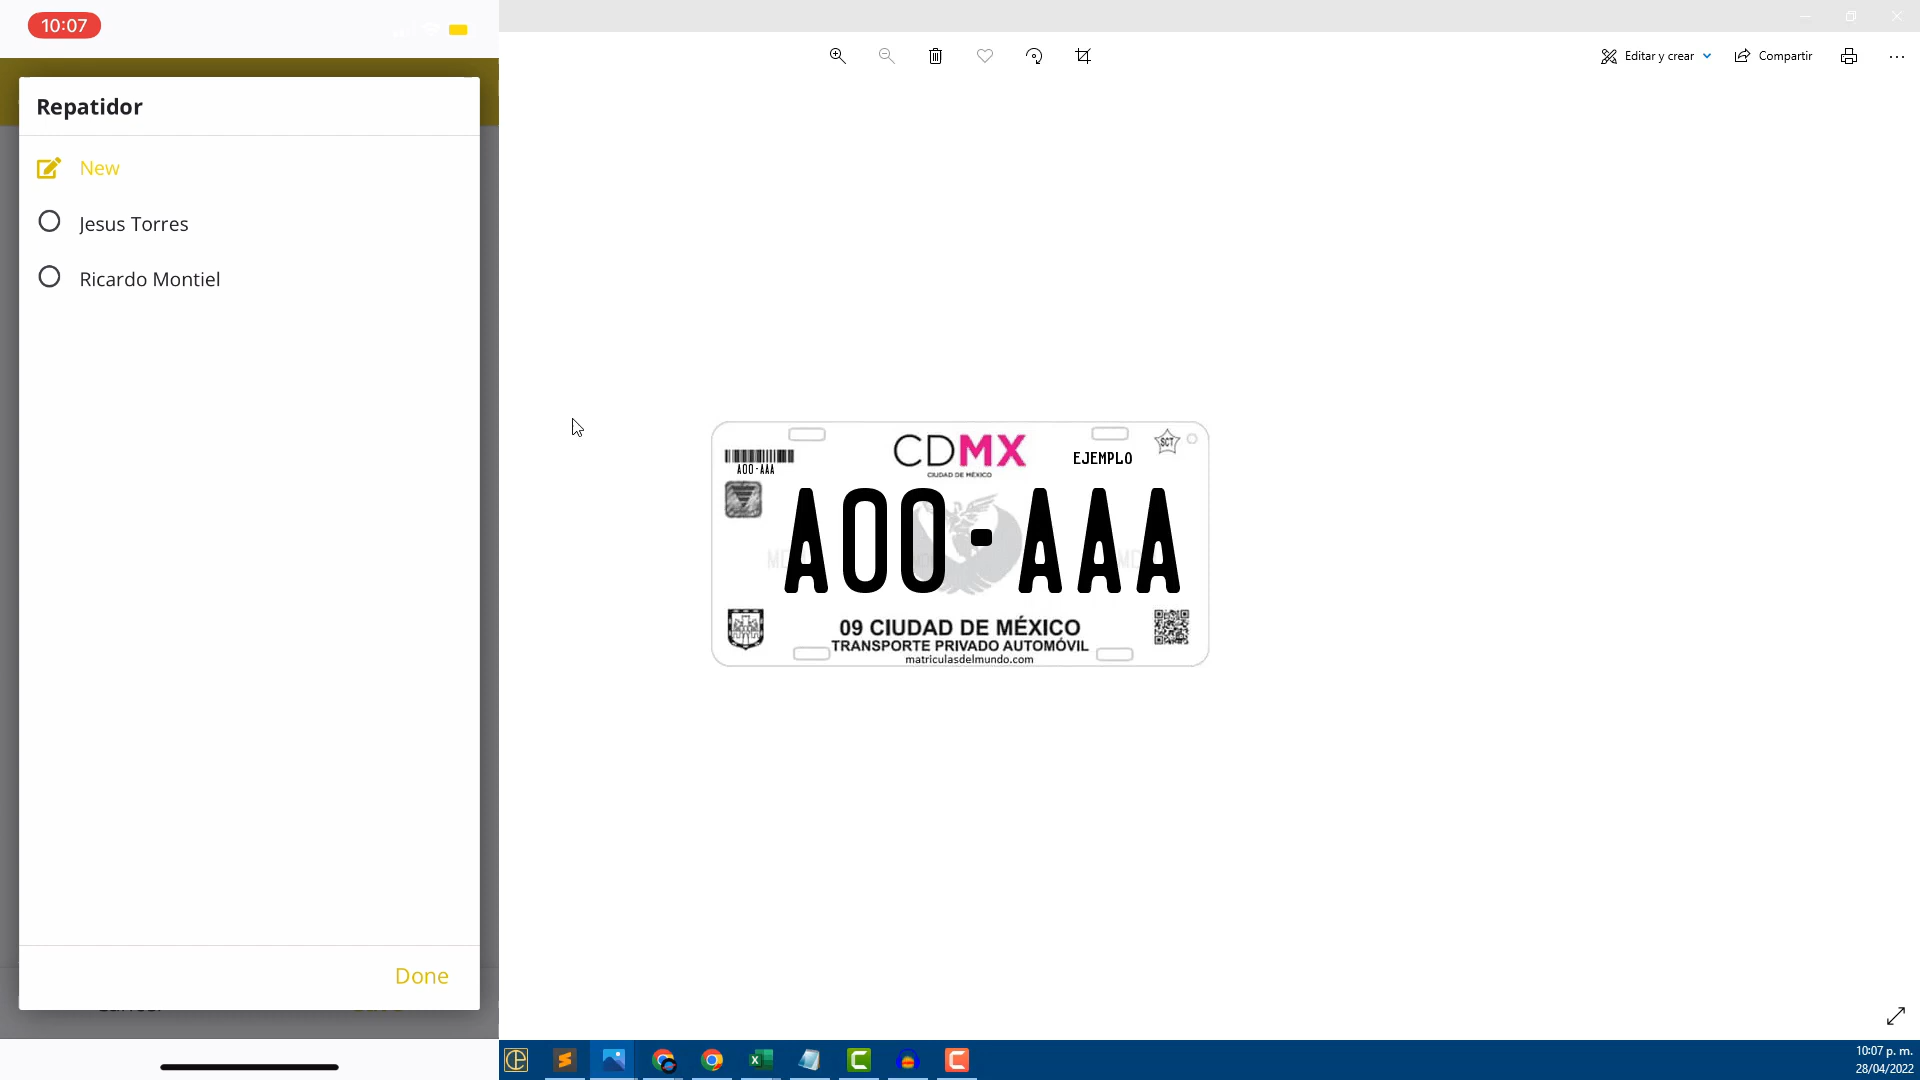 10:07
Repatidor
New
Jesus Torres
Ricardo Montiel
Done
Editar y crear
Compartir
CDMX
CIUDAD DE MÉXICO
EJEMPLO
SCT
A00-AAA
A00-AAA
09 CIUDAD DE MÉXICO
TRANSPORTE PRIVADO AUTOMÓVIL
matriculasdelmundo.com
10:07 p. m.
28/04/2022